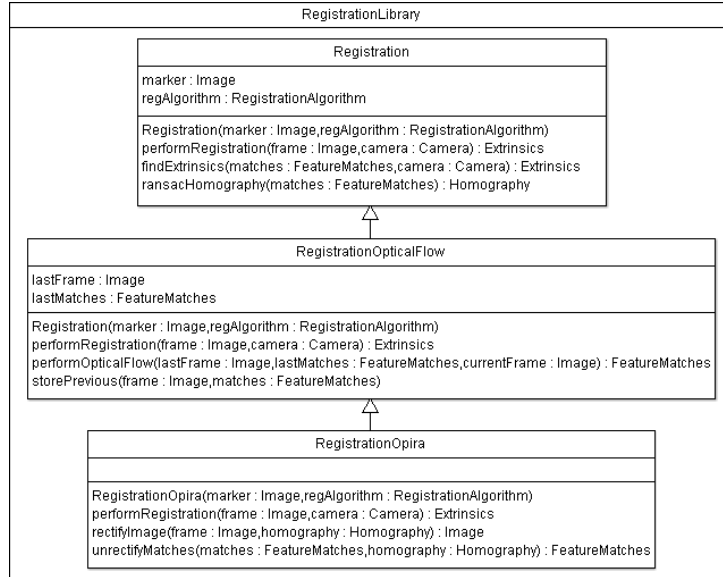 RegistrationLibrary
Registration
marker : Image
regAlgorithm : RegistrationAlgorithm
Registration(marker : Image,regAlgorithm : RegistrationAlgorithm)
performRegistration(frame : Image,camera : Camera) : Extrinsics
findExtrinsics(matches : FeatureMatches,camera : Camera) : Extrinsics
ransacHomography(matches : FeatureMatches) : Homography
RegistrationOpticalFlow
lastFrame : Image
lastMatches : FeatureMatches
Registration(marker : Image,regAlgorithm : RegistrationAlgorithm)
performRegistration(frame : Image,camera : Camera) : Extrinsics
performOpticalFlow(lastFrame : Image,lastMatches : FeatureMatches,currentFrame : Image) : FeatureMatches
storePrevious(frame : Image,matches : FeatureMatches)
RegistrationOpira
RegistrationOpira(marker : Image,regAlgorithm : RegistrationAlgorithm)
performRegistration(frame : Image,camera : Camera) : Extrinsics
rectifyImage(frame : Image,homography : Homography) : Image
unrectifyMatches(matches : FeatureMatches,homography : Homography) : FeatureMatches